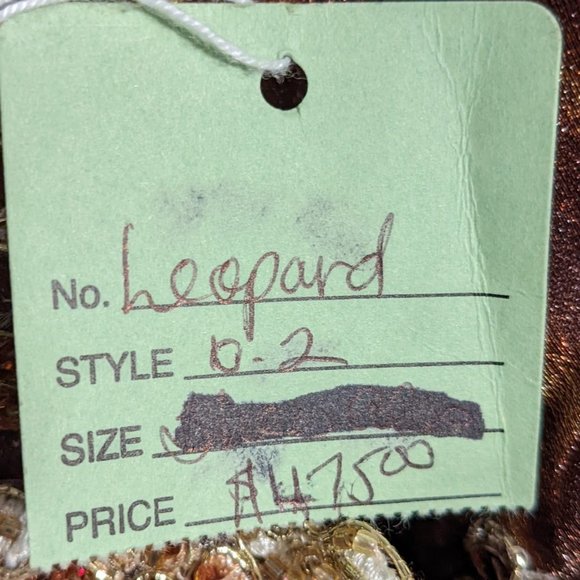 No. Leopard
STYLE 0-2
SIZE
PRICE $47500